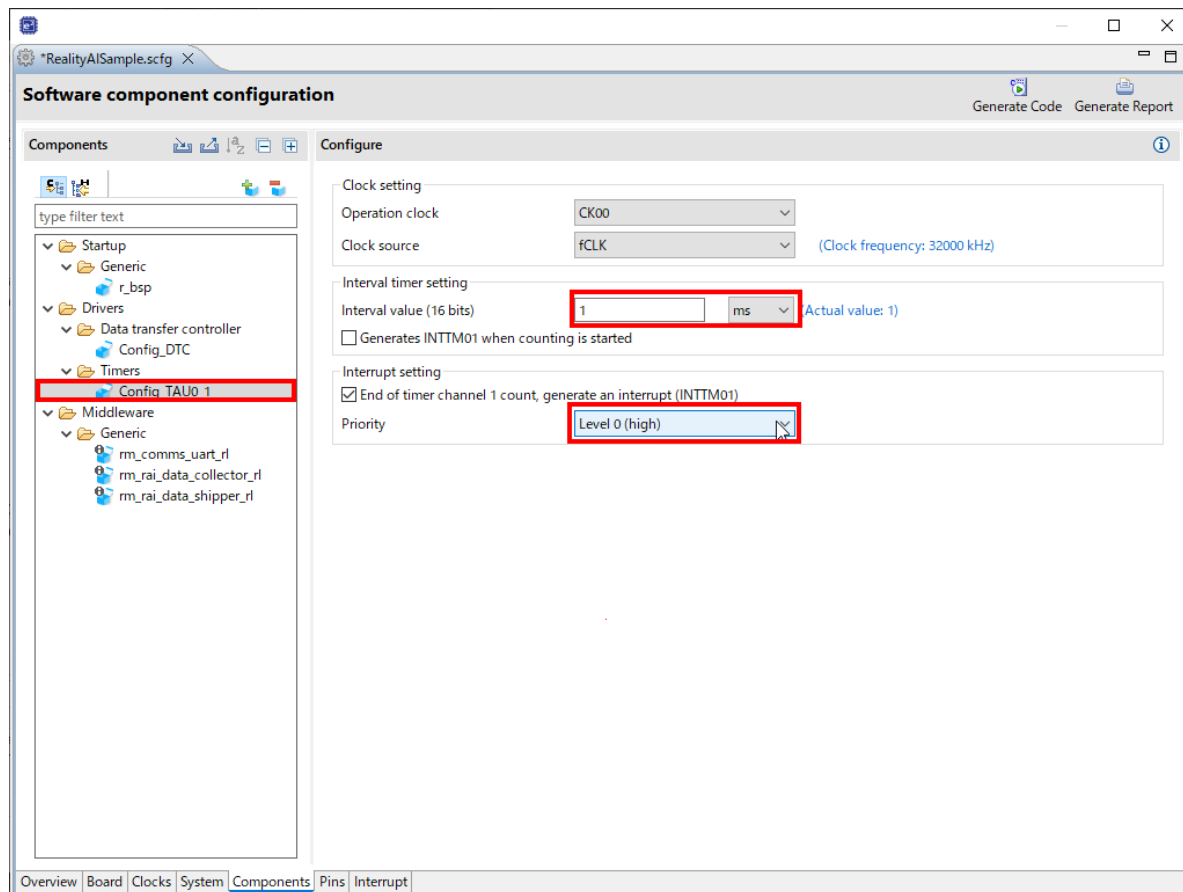 *RealityAISample.scfg
Software component configuration
Generate Code Generate Report
Components
Configure
type filter text
Startup
Generic
r_bsp
Drivers
Data transfer controller
Config_DTC
Timers
Config_TAU0_1
Middleware
Generic
rm_comms_uart_rl
rm_rai_data_collector_rl
rm_rai_data_shipper_rl
Clock setting
Operation clock CK00
Clock source fCLK (Clock frequency: 32000 kHz)
Interval timer setting
Interval value (16 bits) 1 ms (Actual value: 1)
Generates INTTM01 when counting is started
Interrupt setting
End of timer channel 1 count, generate an interrupt (INTTM01)
Priority Level 0 (high)
Overview Board Clocks System Components Pins Interrupt